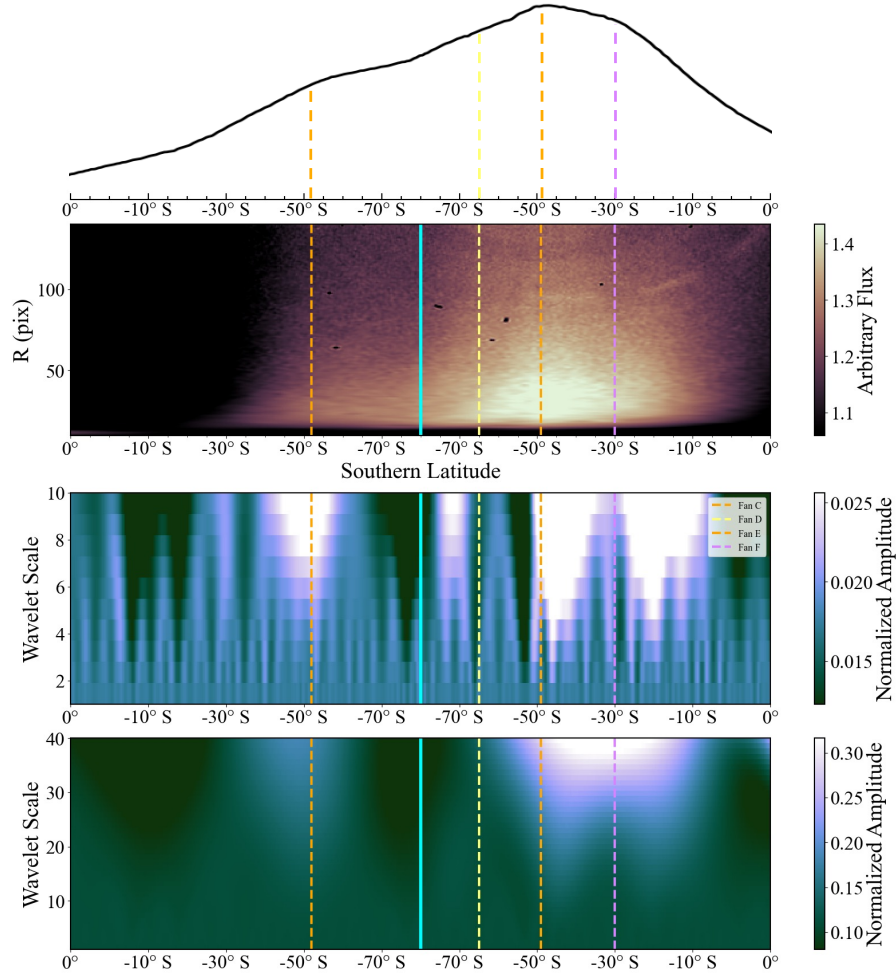 0° -10° S -30° S -50° S -70° S -70° S -50° S -30° S -10° S 0°
R (pix)
100
50
0° -10° S -30° S -50° S -70° S -70° S -50° S -30° S -10° S 0°
Southern Latitude
1.4
1.3
1.2
1.1
Arbitrary Flux
Wavelet Scale
10
8
6
4
2
Fan C
Fan D
Fan E
Fan F
0° -10° S -30° S -50° S -70° S -70° S -50° S -30° S -10° S 0°
0.025
0.020
0.015
Normalized Amplitude
Wavelet Scale
40
30
20
10
0° -10° S -30° S -50° S -70° S -70° S -50° S -30° S -10° S 0°
0.30
0.25
0.20
0.15
0.10
Normalized Amplitude